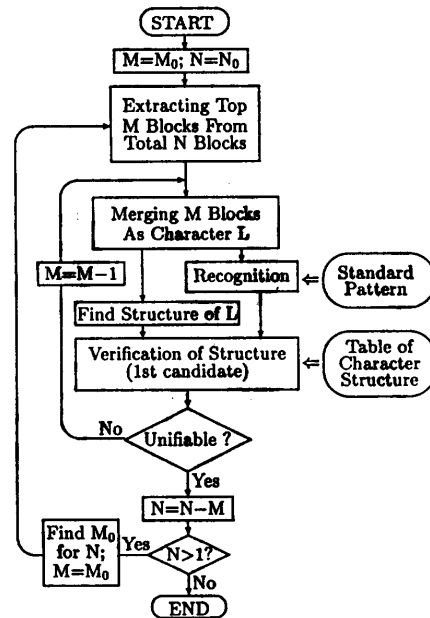 START
M=M₀; N=N₀
Extracting Top
M Blocks From
Total N Blocks
Merging M Blocks
As Character L
M=M−1
Recognition
Standard
Pattern
Find Structure of L
Verification of Structure
(1st candidate)
Table of
Character
Structure
No
Unifiable ?
Yes
N=N−M
Find M₀
for N;
M=M₀
Yes
N>1?
No
END